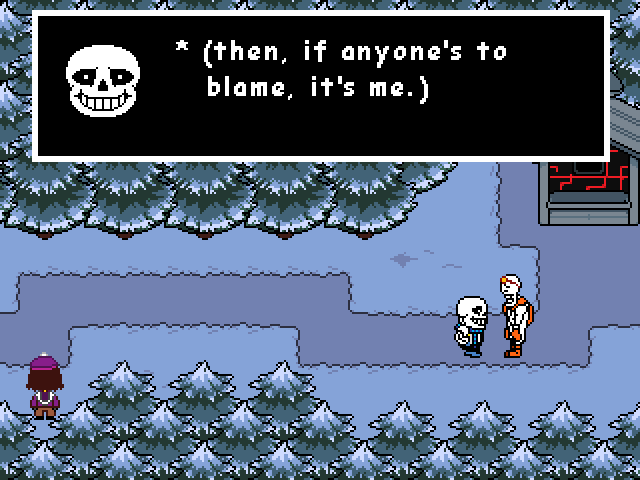 * (then, if anyone's to
blame, it's me.)